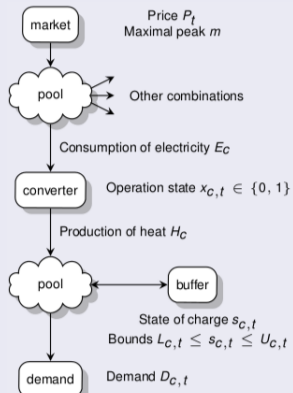 market
Price P_t
Maximal peak m
pool
Other combinations
Consumption of electricity E_c
converter
Operation state x_{c,t} ∈ {0, 1}
Production of heat H_c
pool
buffer
State of charge s_{c,t}
Bounds L_{c,t} ≤ s_{c,t} ≤ U_{c,t}
demand
Demand D_{c,t}